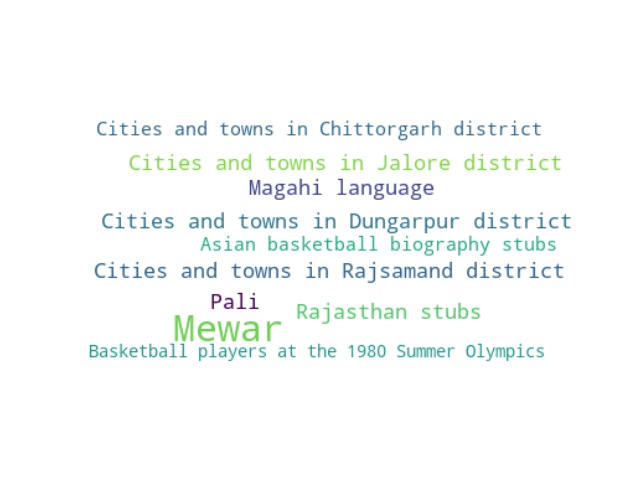 Cities and towns in Chittorgarh district
Cities and towns in Jalore district
Magahi language
Cities and towns in Dungarpur district
Asian basketball biography stubs
Cities and towns in Rajsamand district
Pali
Rajasthan stubs
Mewar
Basketball players at the 1980 Summer Olympics